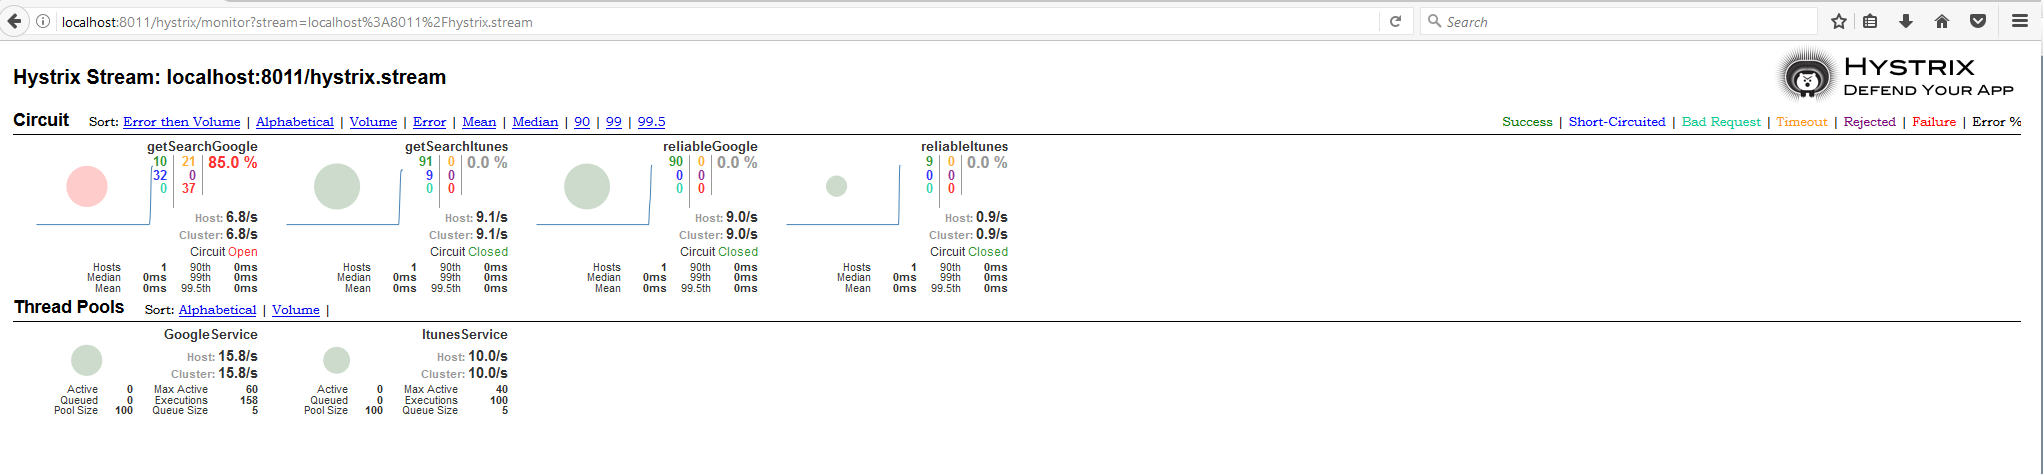 localhost:8011/hystrix/monitor?stream=localhost%3A8011%2Fhystrix.stream
Search
Hystrix Stream: localhost:8011/hystrix.stream
HYSTRIX
DEFEND YOUR APP
Circuit Sort: Error then Volume | Alphabetical | Volume | Error | Mean | Median | 90 | 99 | 99.5
Success | Short-Circuited | Bad Request | Timeout | Rejected | Failure | Error %
getSearchGoogle
10 21 85.0 %
32 0
0 37
Host: 6.8/s
Cluster: 6.8/s
Circuit Open
Hosts 1 90th 0ms
Median 0ms 99th 0ms
Mean 0ms 99.5th 0ms
getSearchItunes
91 0 0.0 %
9 0
0 0
Host: 9.1/s
Cluster: 9.1/s
Circuit Closed
Hosts 1 90th 0ms
Median 0ms 99th 0ms
Mean 0ms 99.5th 0ms
reliableGoogle
90 0 0.0 %
0 0
0 0
Host: 9.0/s
Cluster: 9.0/s
Circuit Closed
Hosts 1 90th 0ms
Median 0ms 99th 0ms
Mean 0ms 99.5th 0ms
reliableItunes
9 0 0.0 %
0 0
0 0
Host: 0.9/s
Cluster: 0.9/s
Circuit Closed
Hosts 1 90th 0ms
Median 0ms 99th 0ms
Mean 0ms 99.5th 0ms
Thread Pools Sort: Alphabetical | Volume |
GoogleService
Host: 15.8/s
Cluster: 15.8/s
Active 0 Max Active 60
Queued 0 Executions 158
Pool Size 100 Queue Size 5
ItunesService
Host: 10.0/s
Cluster: 10.0/s
Active 0 Max Active 40
Queued 0 Executions 100
Pool Size 100 Queue Size 5